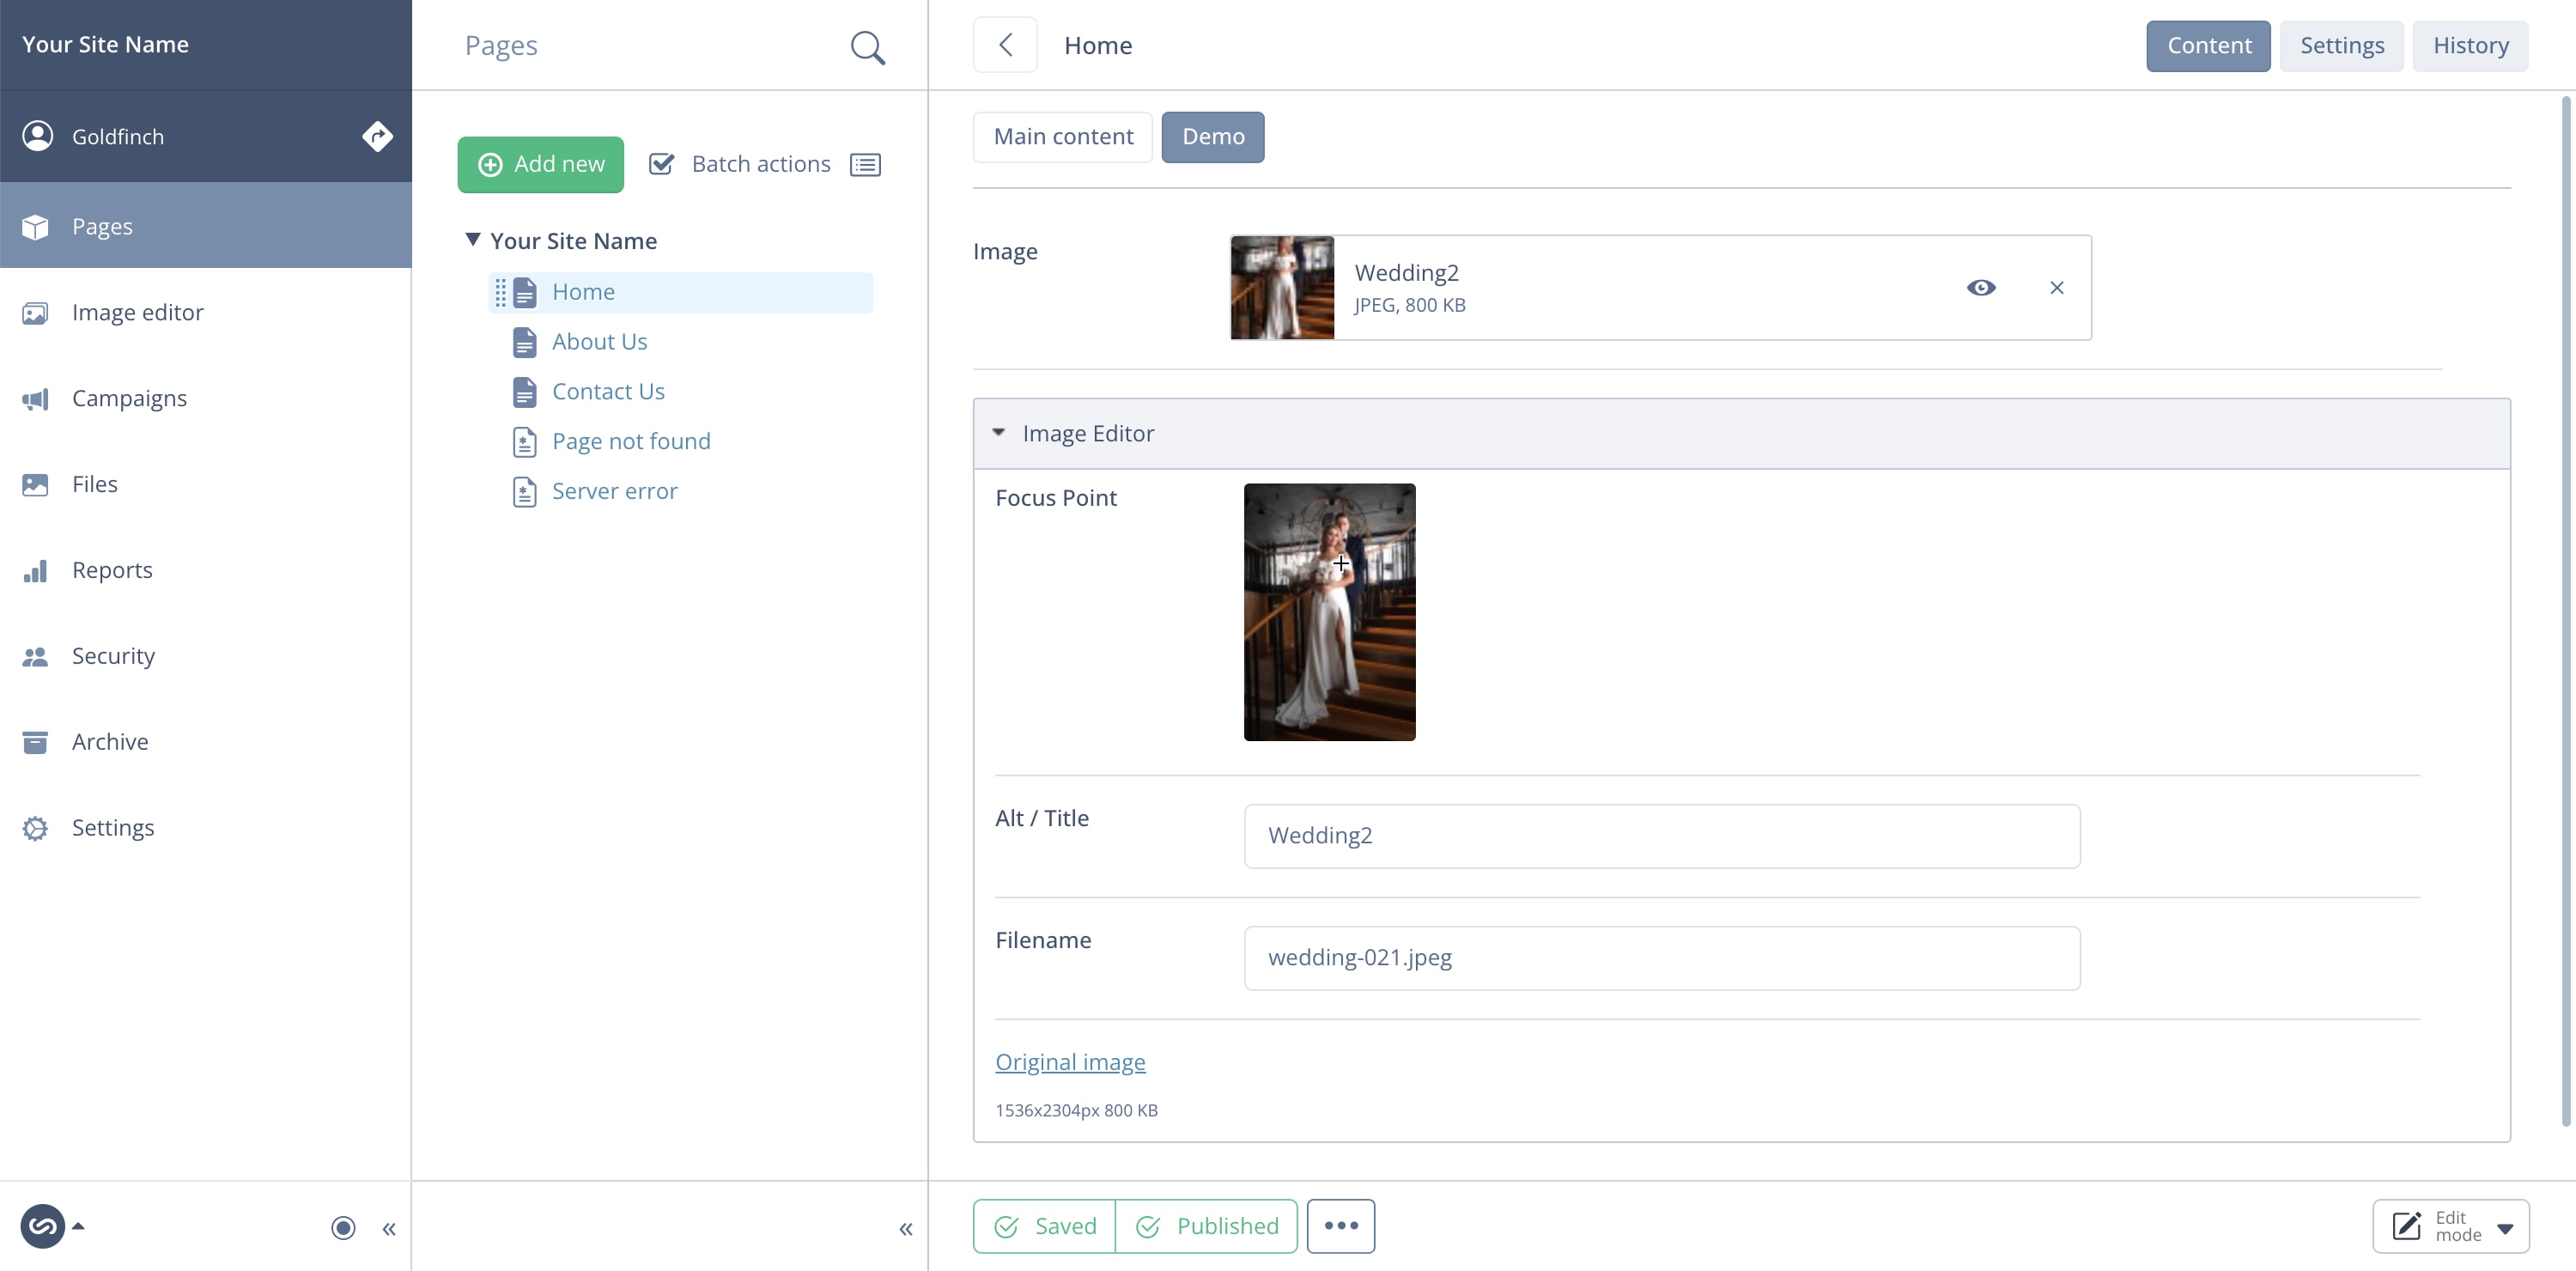 Your Site Name
Goldfinch
Pages
Image editor
Campaigns
Files
Reports
Security
Archive
Settings
Pages
Add new
Batch actions
Your Site Name
Home
About Us
Contact Us
Page not found
Server error
Home
Content
Settings
History
Main content
Demo
Image
Wedding2
JPEG, 800 KB
Image Editor
Focus Point
Alt / Title
Wedding2
Filename
wedding-021.jpeg
Original image
1536x2304px 800 KB
Saved
Published
Edit
mode